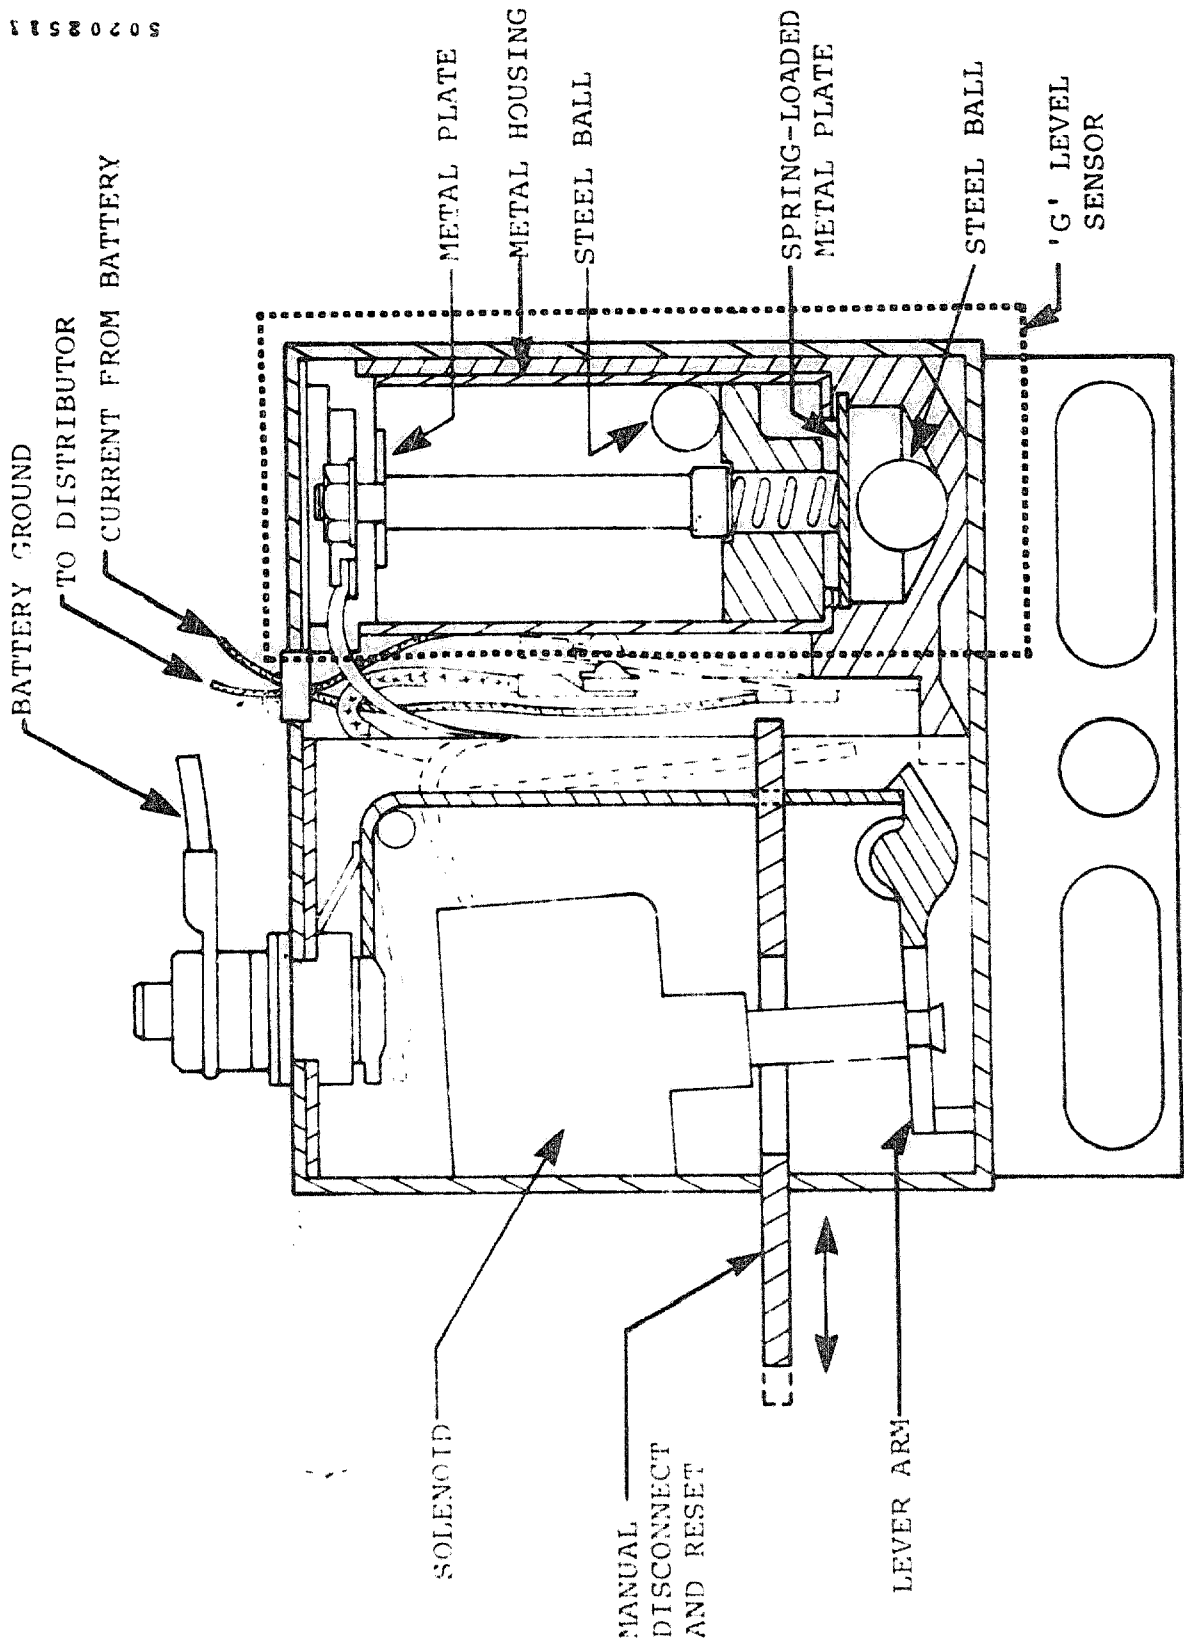 BATTERY GROUND
TO DISTRIBUTOR
CURRENT FROM BATTERY
METAL PLATE
METAL HOUSING
STEEL BALL
SPRING-LOADED
METAL PLATE
STEEL BALL
'G' LEVEL
SENSOR
SOLENOID
MANUAL
DISCONNECT
AND RESET
LEVER ARM